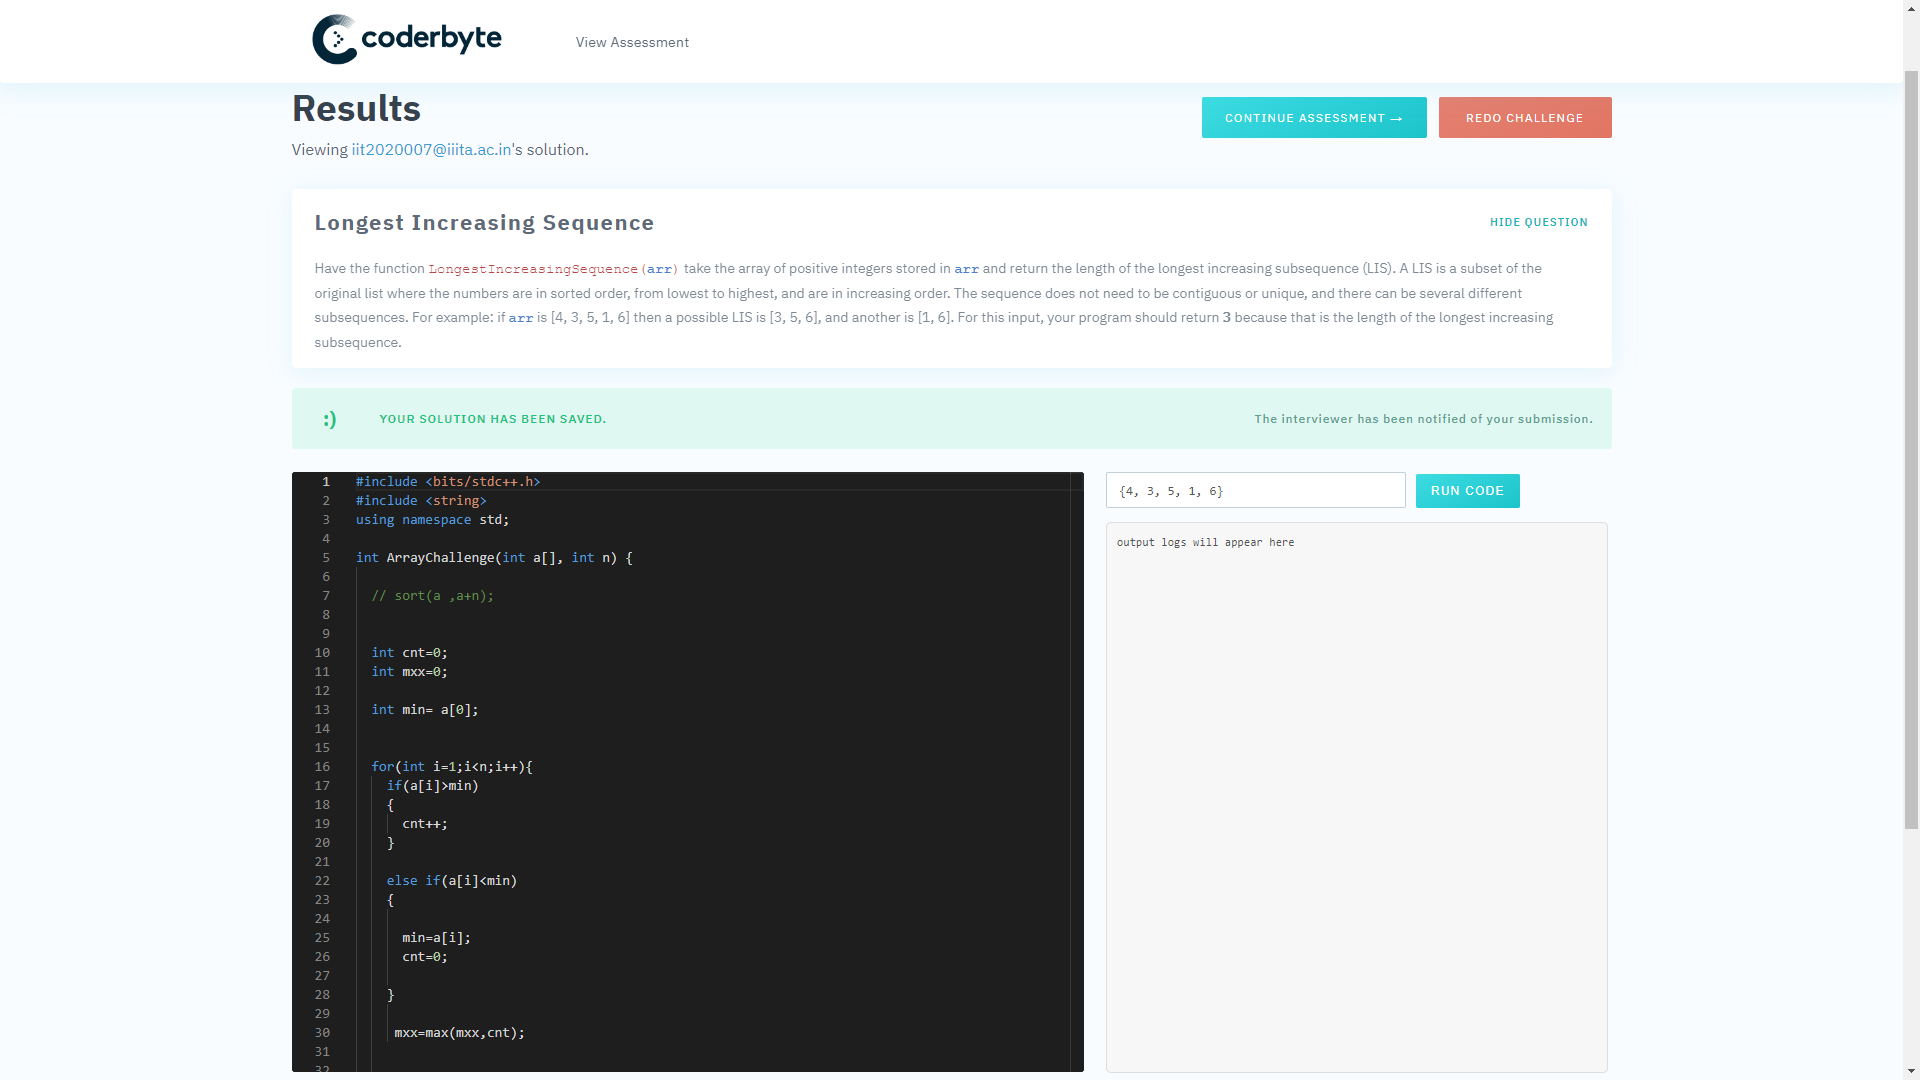 coderbyte
View Assessment
Results
CONTINUE ASSESSMENT →
REDO CHALLENGE
Viewing iit2020007@iiita.ac.in's solution.
Longest Increasing Sequence
HIDE QUESTION
Have the function LongestIncreasingSequence(arr) take the array of positive integers stored in arr and return the length of the longest increasing subsequence (LIS). A LIS is a subset of the
original list where the numbers are in sorted order, from lowest to highest, and are in increasing order. The sequence does not need to be contiguous or unique, and there can be several different
subsequences. For example: if arr is [4, 3, 5, 1, 6] then a possible LIS is [3, 5, 6], and another is [1, 6]. For this input, your program should return 3 because that is the length of the longest increasing
subsequence.
:) YOUR SOLUTION HAS BEEN SAVED.
The interviewer has been notified of your submission.
1 #include <bits/stdc++.h>
2 #include <string>
3 using namespace std;
4
5 int ArrayChallenge(int a[], int n) {
6
7 // sort(a ,a+n);
8
9
10 int cnt=0;
11 int mxx=0;
12
13 int min= a[0];
14
15
16 for(int i=1;i<n;i++){
17 if(a[i]>min)
18 {
19 cnt++;
20 }
21
22 else if(a[i]<min)
23 {
24
25 min=a[i];
26 cnt=0;
27
28 }
29
30 mxx=max(mxx,cnt);
31
32
{4, 3, 5, 1, 6}
RUN CODE
output logs will appear here